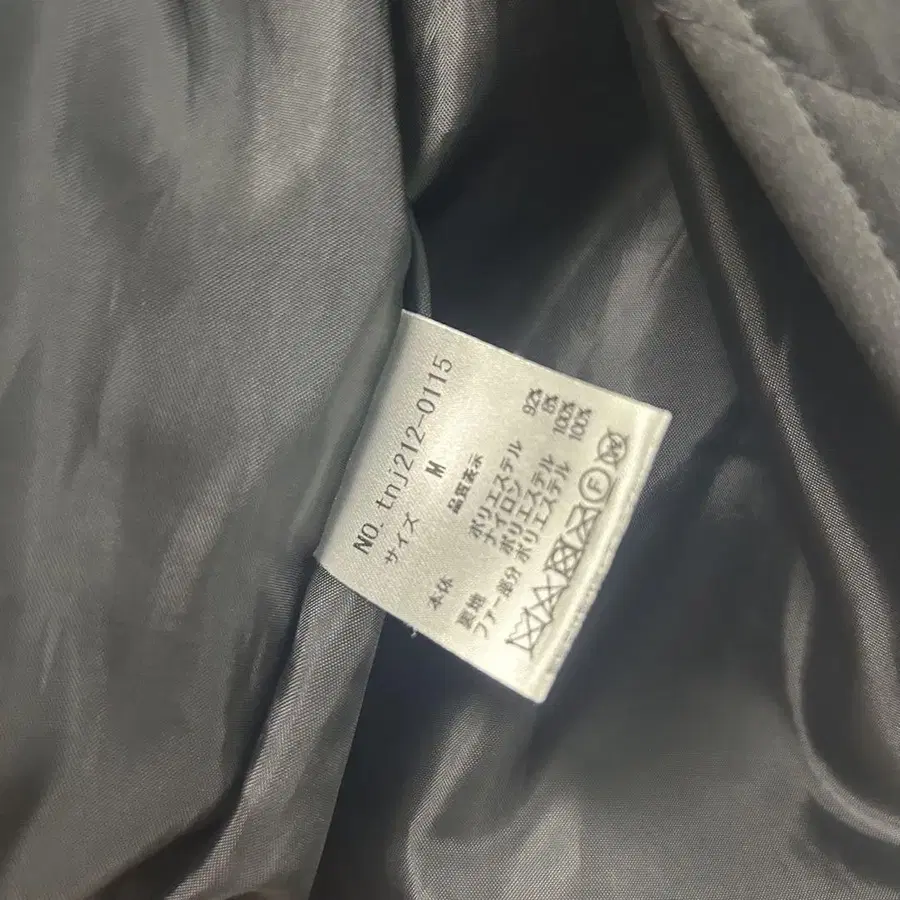 NO. tnj212-0115
サイズ M
品質表示
本体 ポリエステル 92%
ナイロン 8%
裏地 ポリエステル 100%
ファー部分 ポリエステル 100%
F